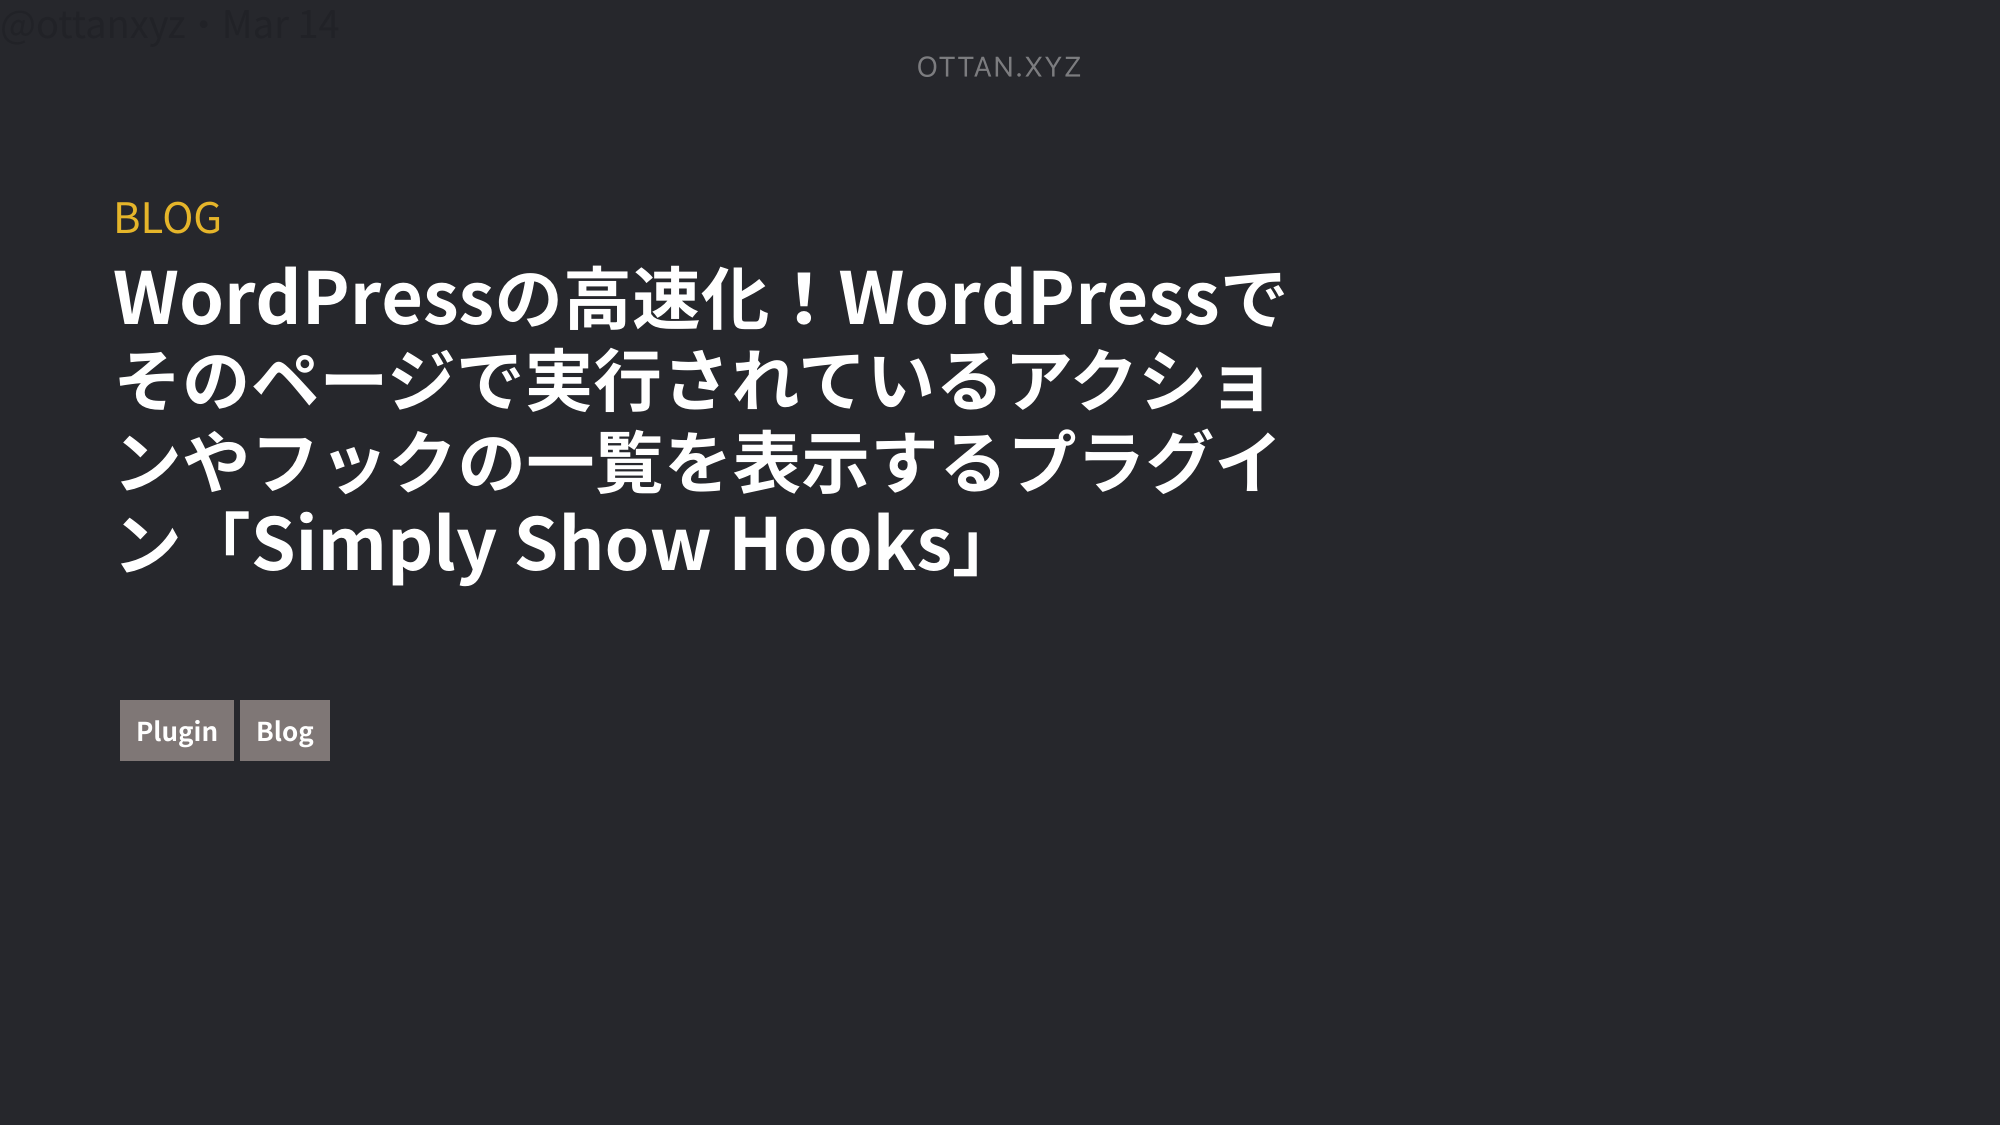 @ottanxyz・Mar 14
OTTAN.XYZ
BLOG
WordPressの高速化！WordPressで
そのページで実行されているアクショ
ンやフックの一覧を表示するプラグイ
ン「Simply Show Hooks」
Plugin Blog